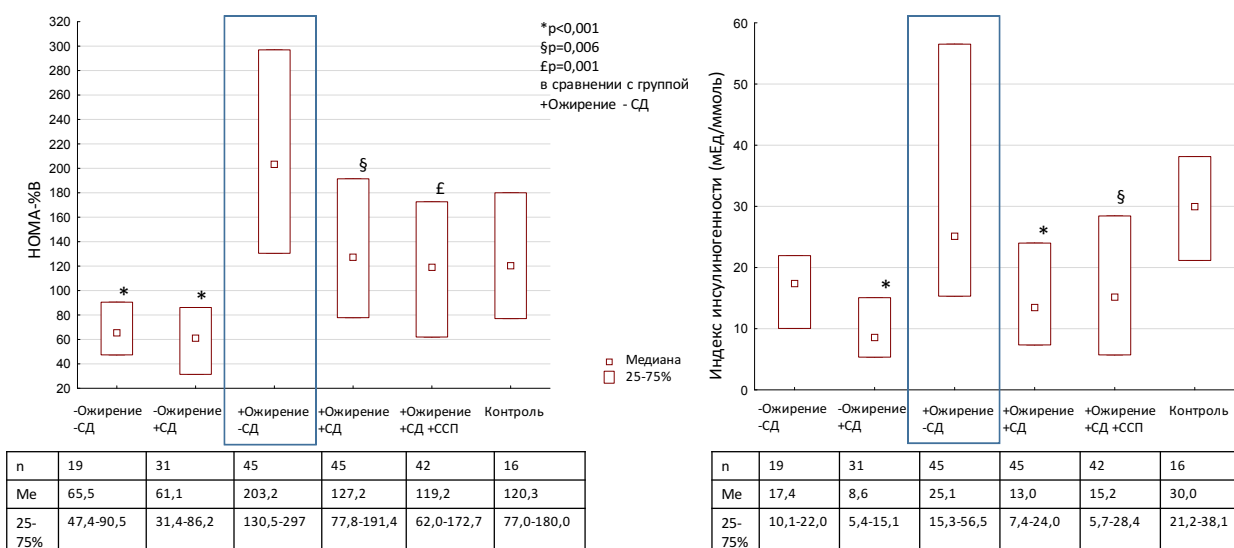 320
300
280
260
240
220
200
180
160
140
120
100
80
60
40
20
HOMA-%B
*
*
§
£
-Ожирение -СД
-Ожирение +СД
+Ожирение -СД
+Ожирение +СД
+Ожирение +СД +ССП
Контроль
*p<0,001
§p=0,006
£p=0,001
в сравнении с группой
+Ожирение - СД
Медиана
25-75%
n 19 31 45 45 42 16
Me 65,5 61,1 203,2 127,2 119,2 120,3
25-75% 47,4-90,5 31,4-86,2 130,5-297 77,8-191,4 62,0-172,7 77,0-180,0
60
50
40
30
20
10
0
Индекс инсулиногенности (мЕд/ммоль)
*
*
§
-Ожирение -СД
-Ожирение +СД
+Ожирение -СД
+Ожирение +СД
+Ожирение +СД +ССП
Контроль
n 19 31 45 45 42 16
Me 17,4 8,6 25,1 13,0 15,2 30,0
25-75% 10,1-22,0 5,4-15,1 15,3-56,5 7,4-24,0 5,7-28,4 21,2-38,1